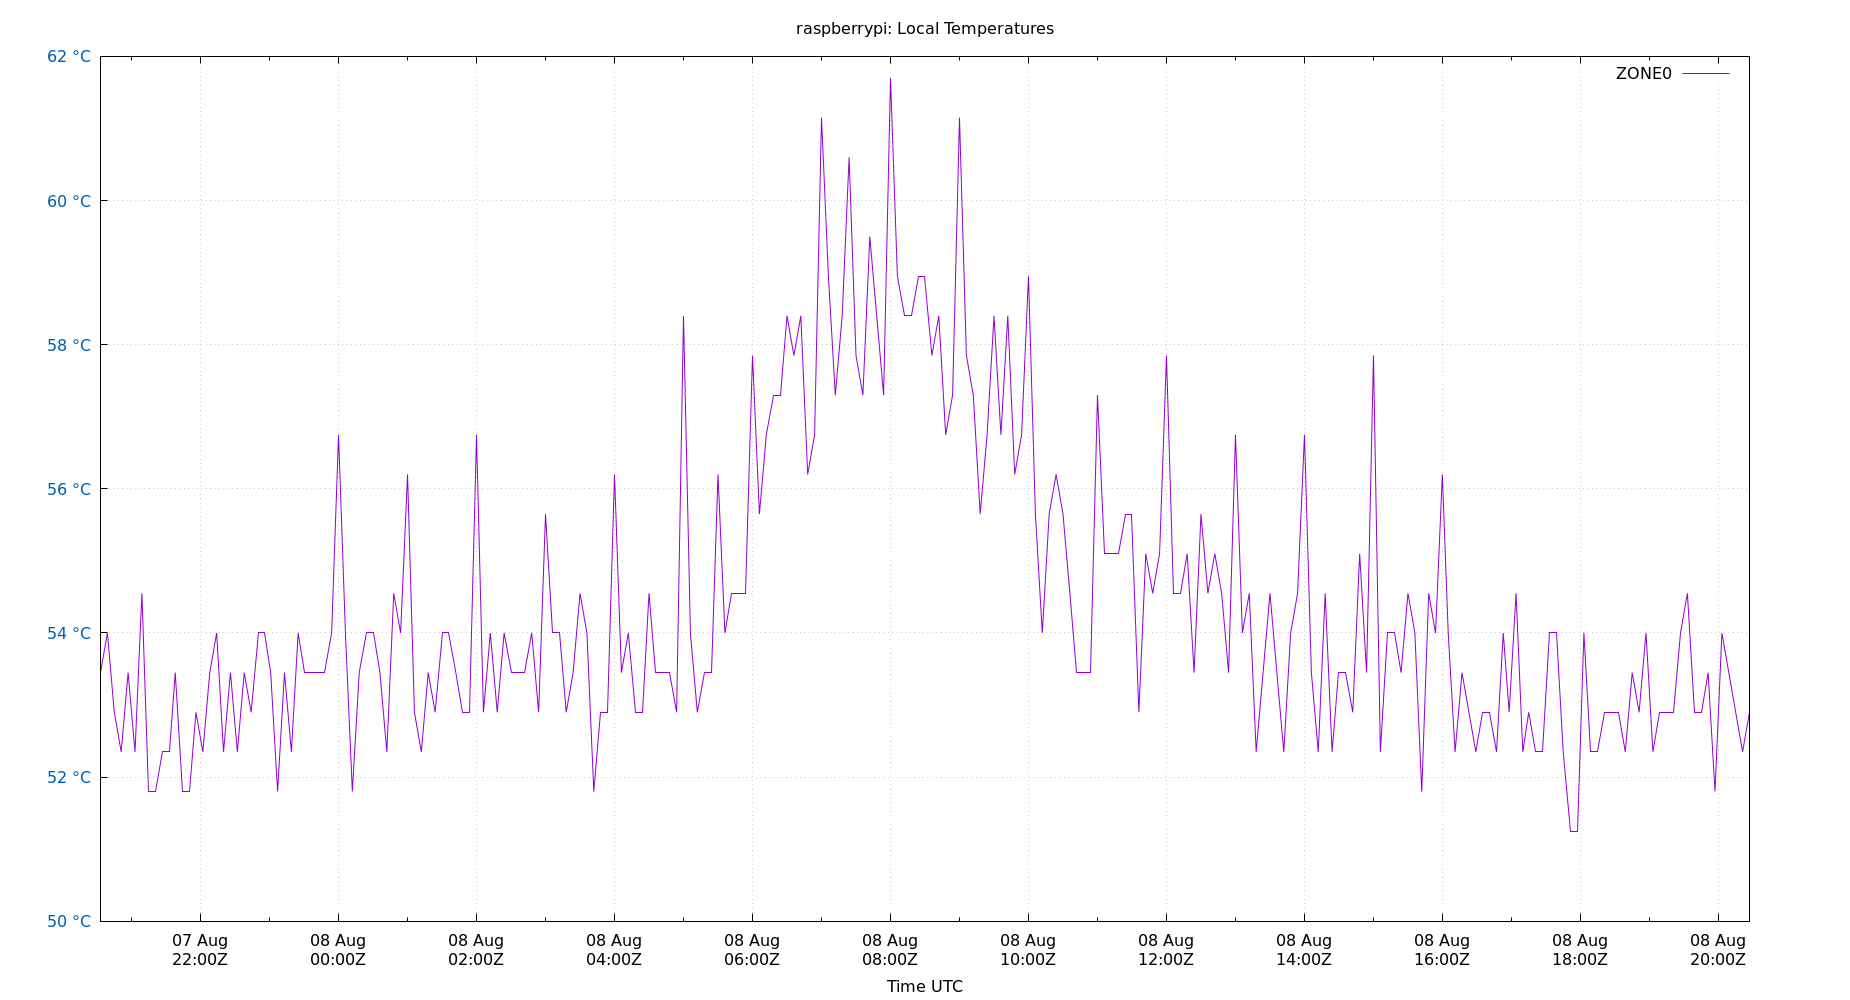 raspberrypi: Local Temperatures
62 °C
ZONE0
60 °C
58 °C
56 °C
54 °C
52 °C
50 °C
07 Aug 08 Aug 08 Aug 08 Aug 08 Aug 08 Aug 08 Aug 08 Aug 08 Aug 08 Aug 08 Aug 08 Aug
22:00Z 00:00Z 02:00Z 04:00Z 06:00Z 08:00Z 10:00Z 12:00Z 14:00Z 16:00Z 18:00Z 20:00Z
Time UTC